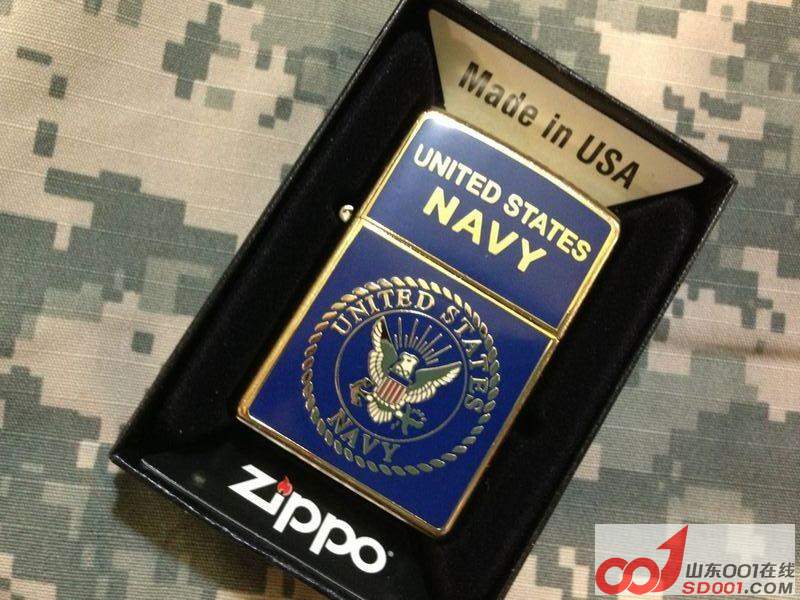 Made in USA
UNITED STATES
NAVY
UNITED STATES
NAVY
Zippo
001 山东001在线
SD001.COM